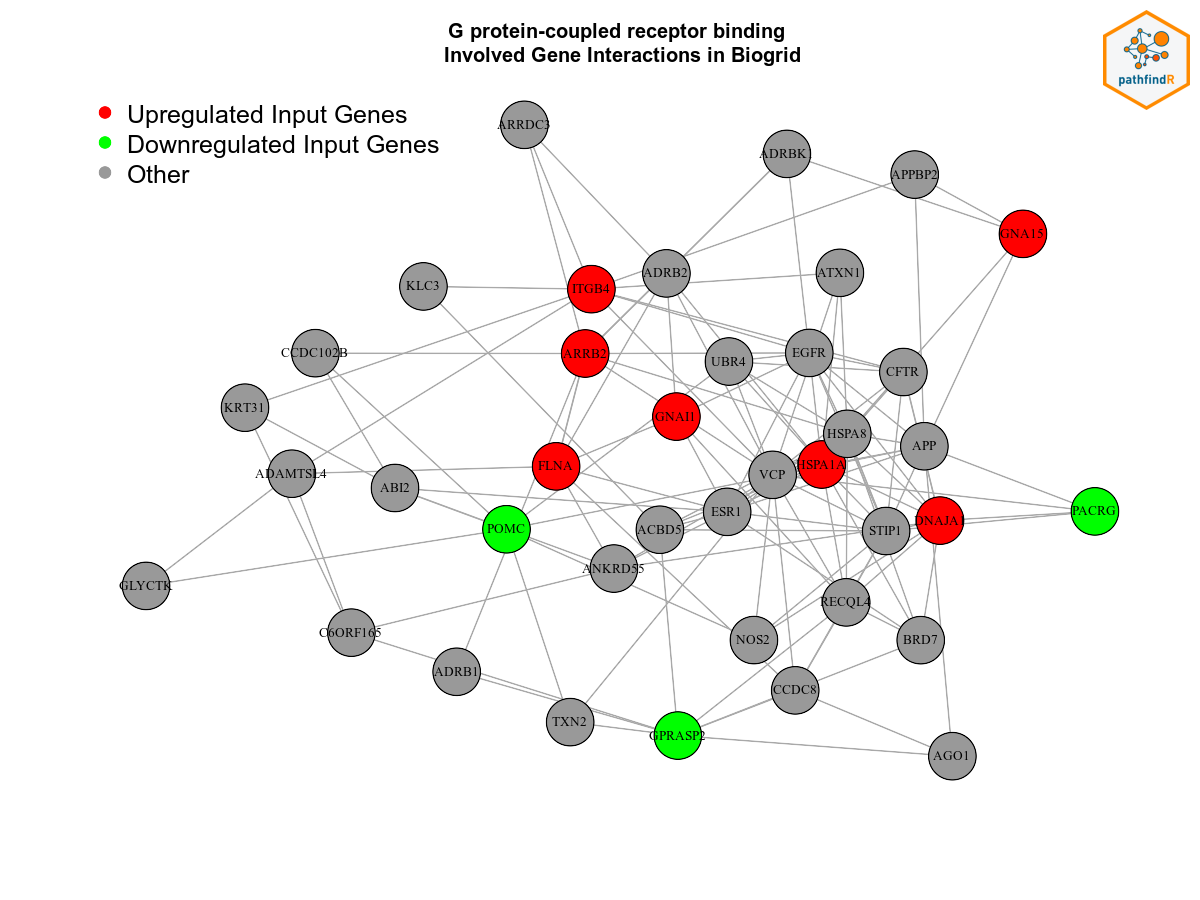 G protein-coupled receptor binding
Involved Gene Interactions in Biogrid
pathfindR
Upregulated Input Genes
Downregulated Input Genes
Other
ARRDC3
ADRBK1
APPBP2
GNA15
ADRB2
ATXN1
KLC3
ITGB4
CCDC102B
ARRB2
UBR4
EGFR
CFTR
KRT31
GNAI1
HSPA8
APP
ADAMTSL4
FLNA
HSPA1A
VCP
ABI2
ESR1
PACRG
POMC
ACBD5
STIP1
DNAJA1
GLYCTK
ANKRD55
RECQL4
C6ORF165
NOS2
BRD7
ADRB1
CCDC8
TXN2
GPRASP2
AGO1